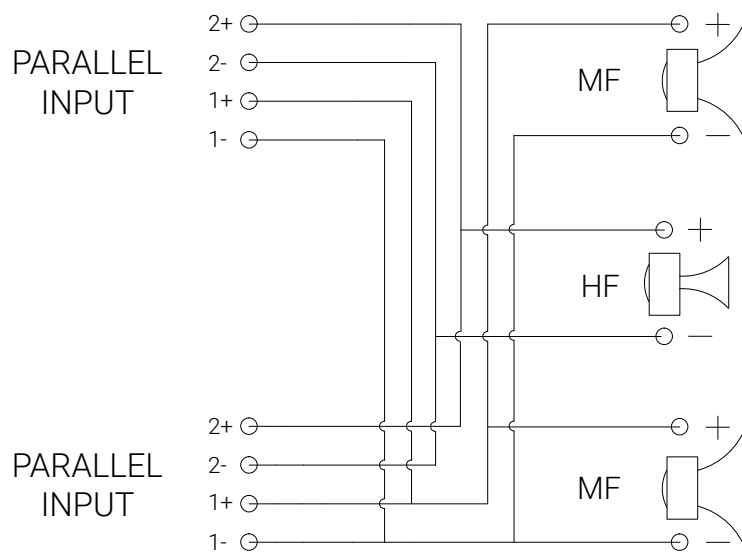 PARALLEL
INPUT
2+
2-
1+
1-
MF
+
−
HF
+
−
PARALLEL
INPUT
2+
2-
1+
1-
MF
+
−